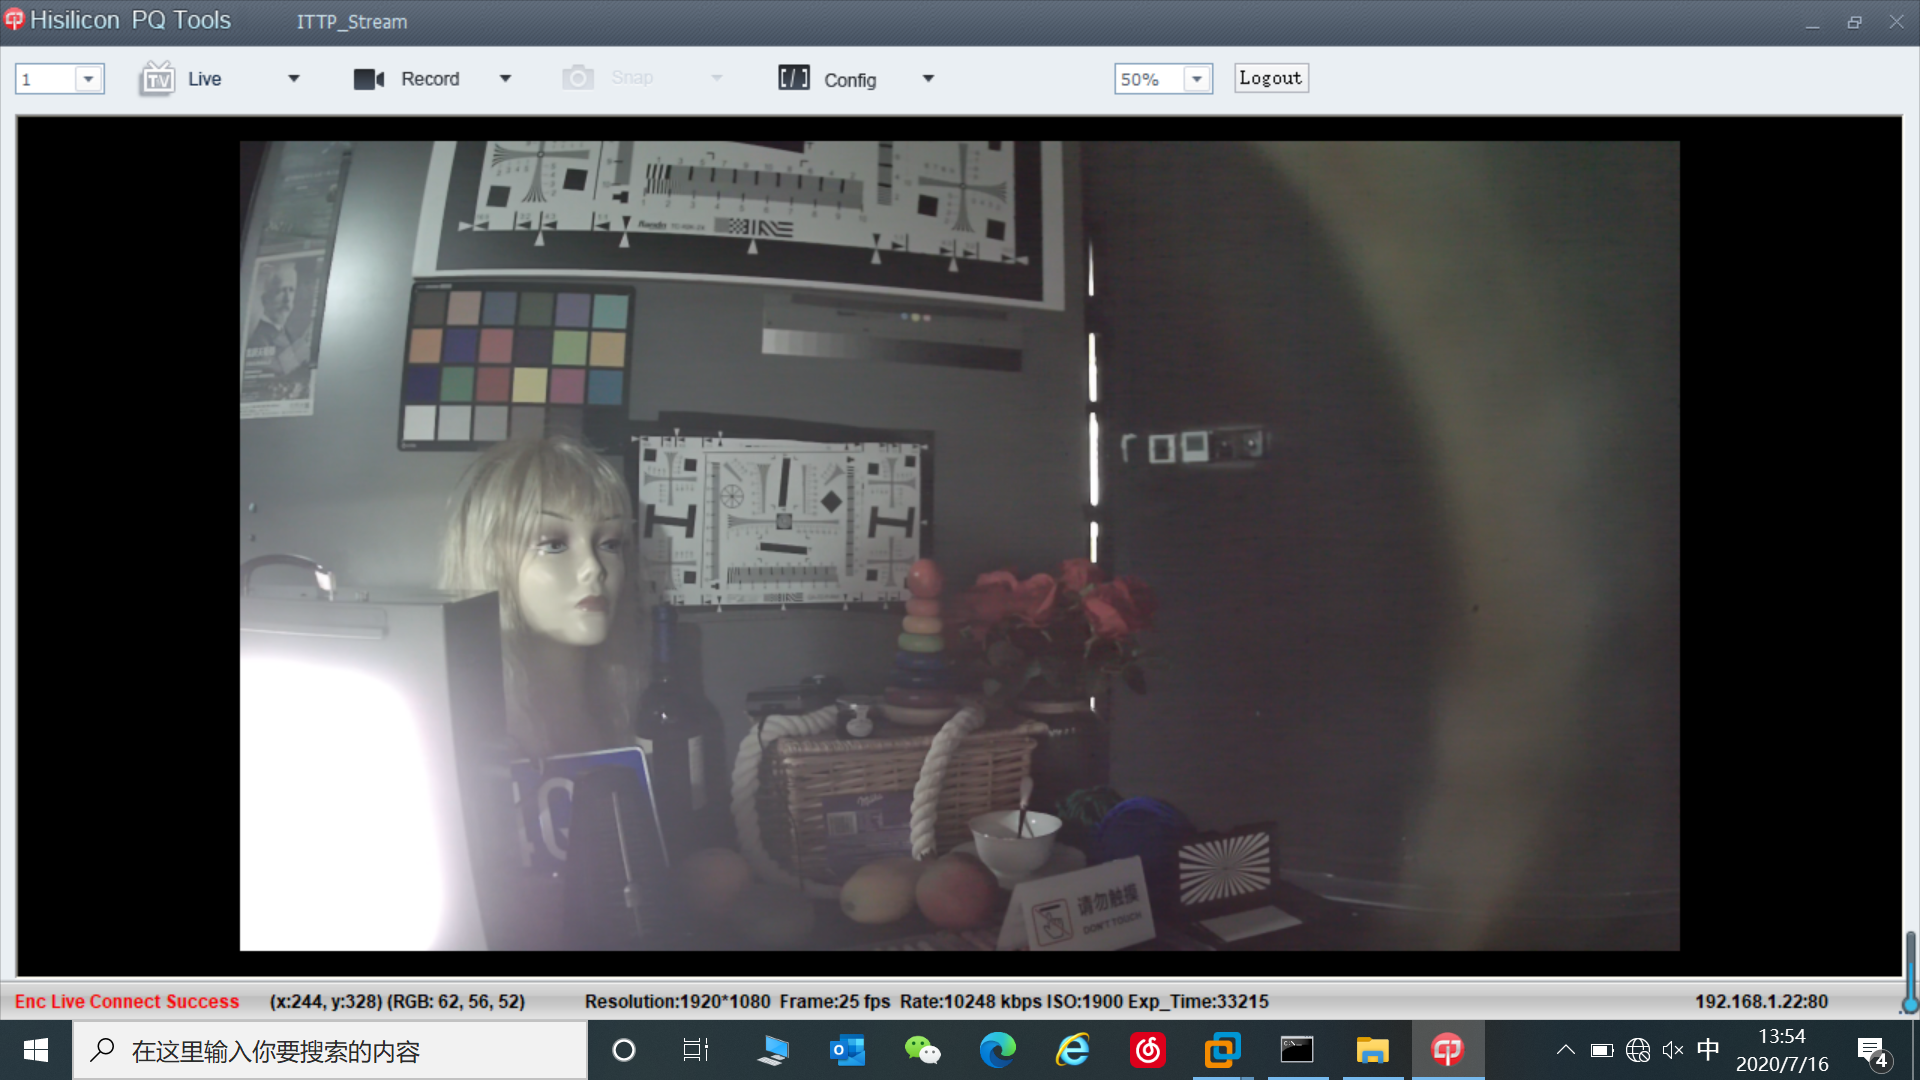 Hisilicon PQ Tools
ITTP_Stream
1
Live
Record
Snap
Config
50%
Logout
请勿触摸
DON'T TOUCH
Enc Live Connect Success
(x:244, y:328) (RGB: 62, 56, 52)
Resolution:1920*1080 Frame:25 fps Rate:10248 kbps ISO:1900 Exp_Time:33215
192.168.1.22:80
在这里输入你要搜索的内容
中
13:54
2020/7/16
4